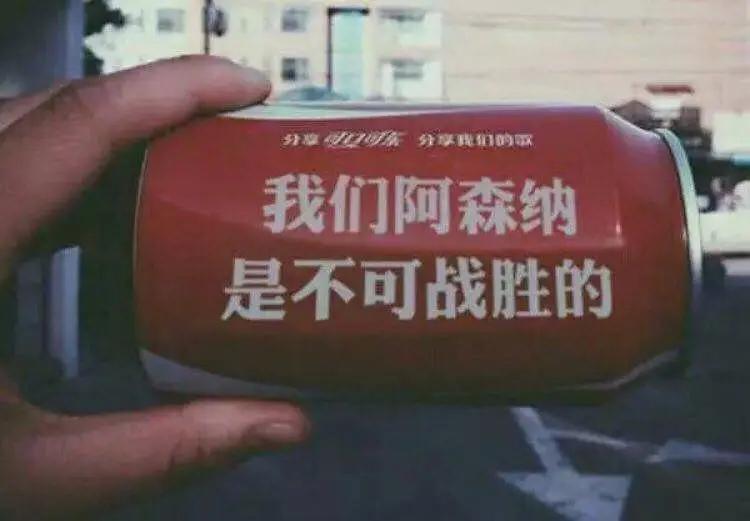 分享 可口可乐 分享我们的歌
我们阿森纳
是不可战胜的